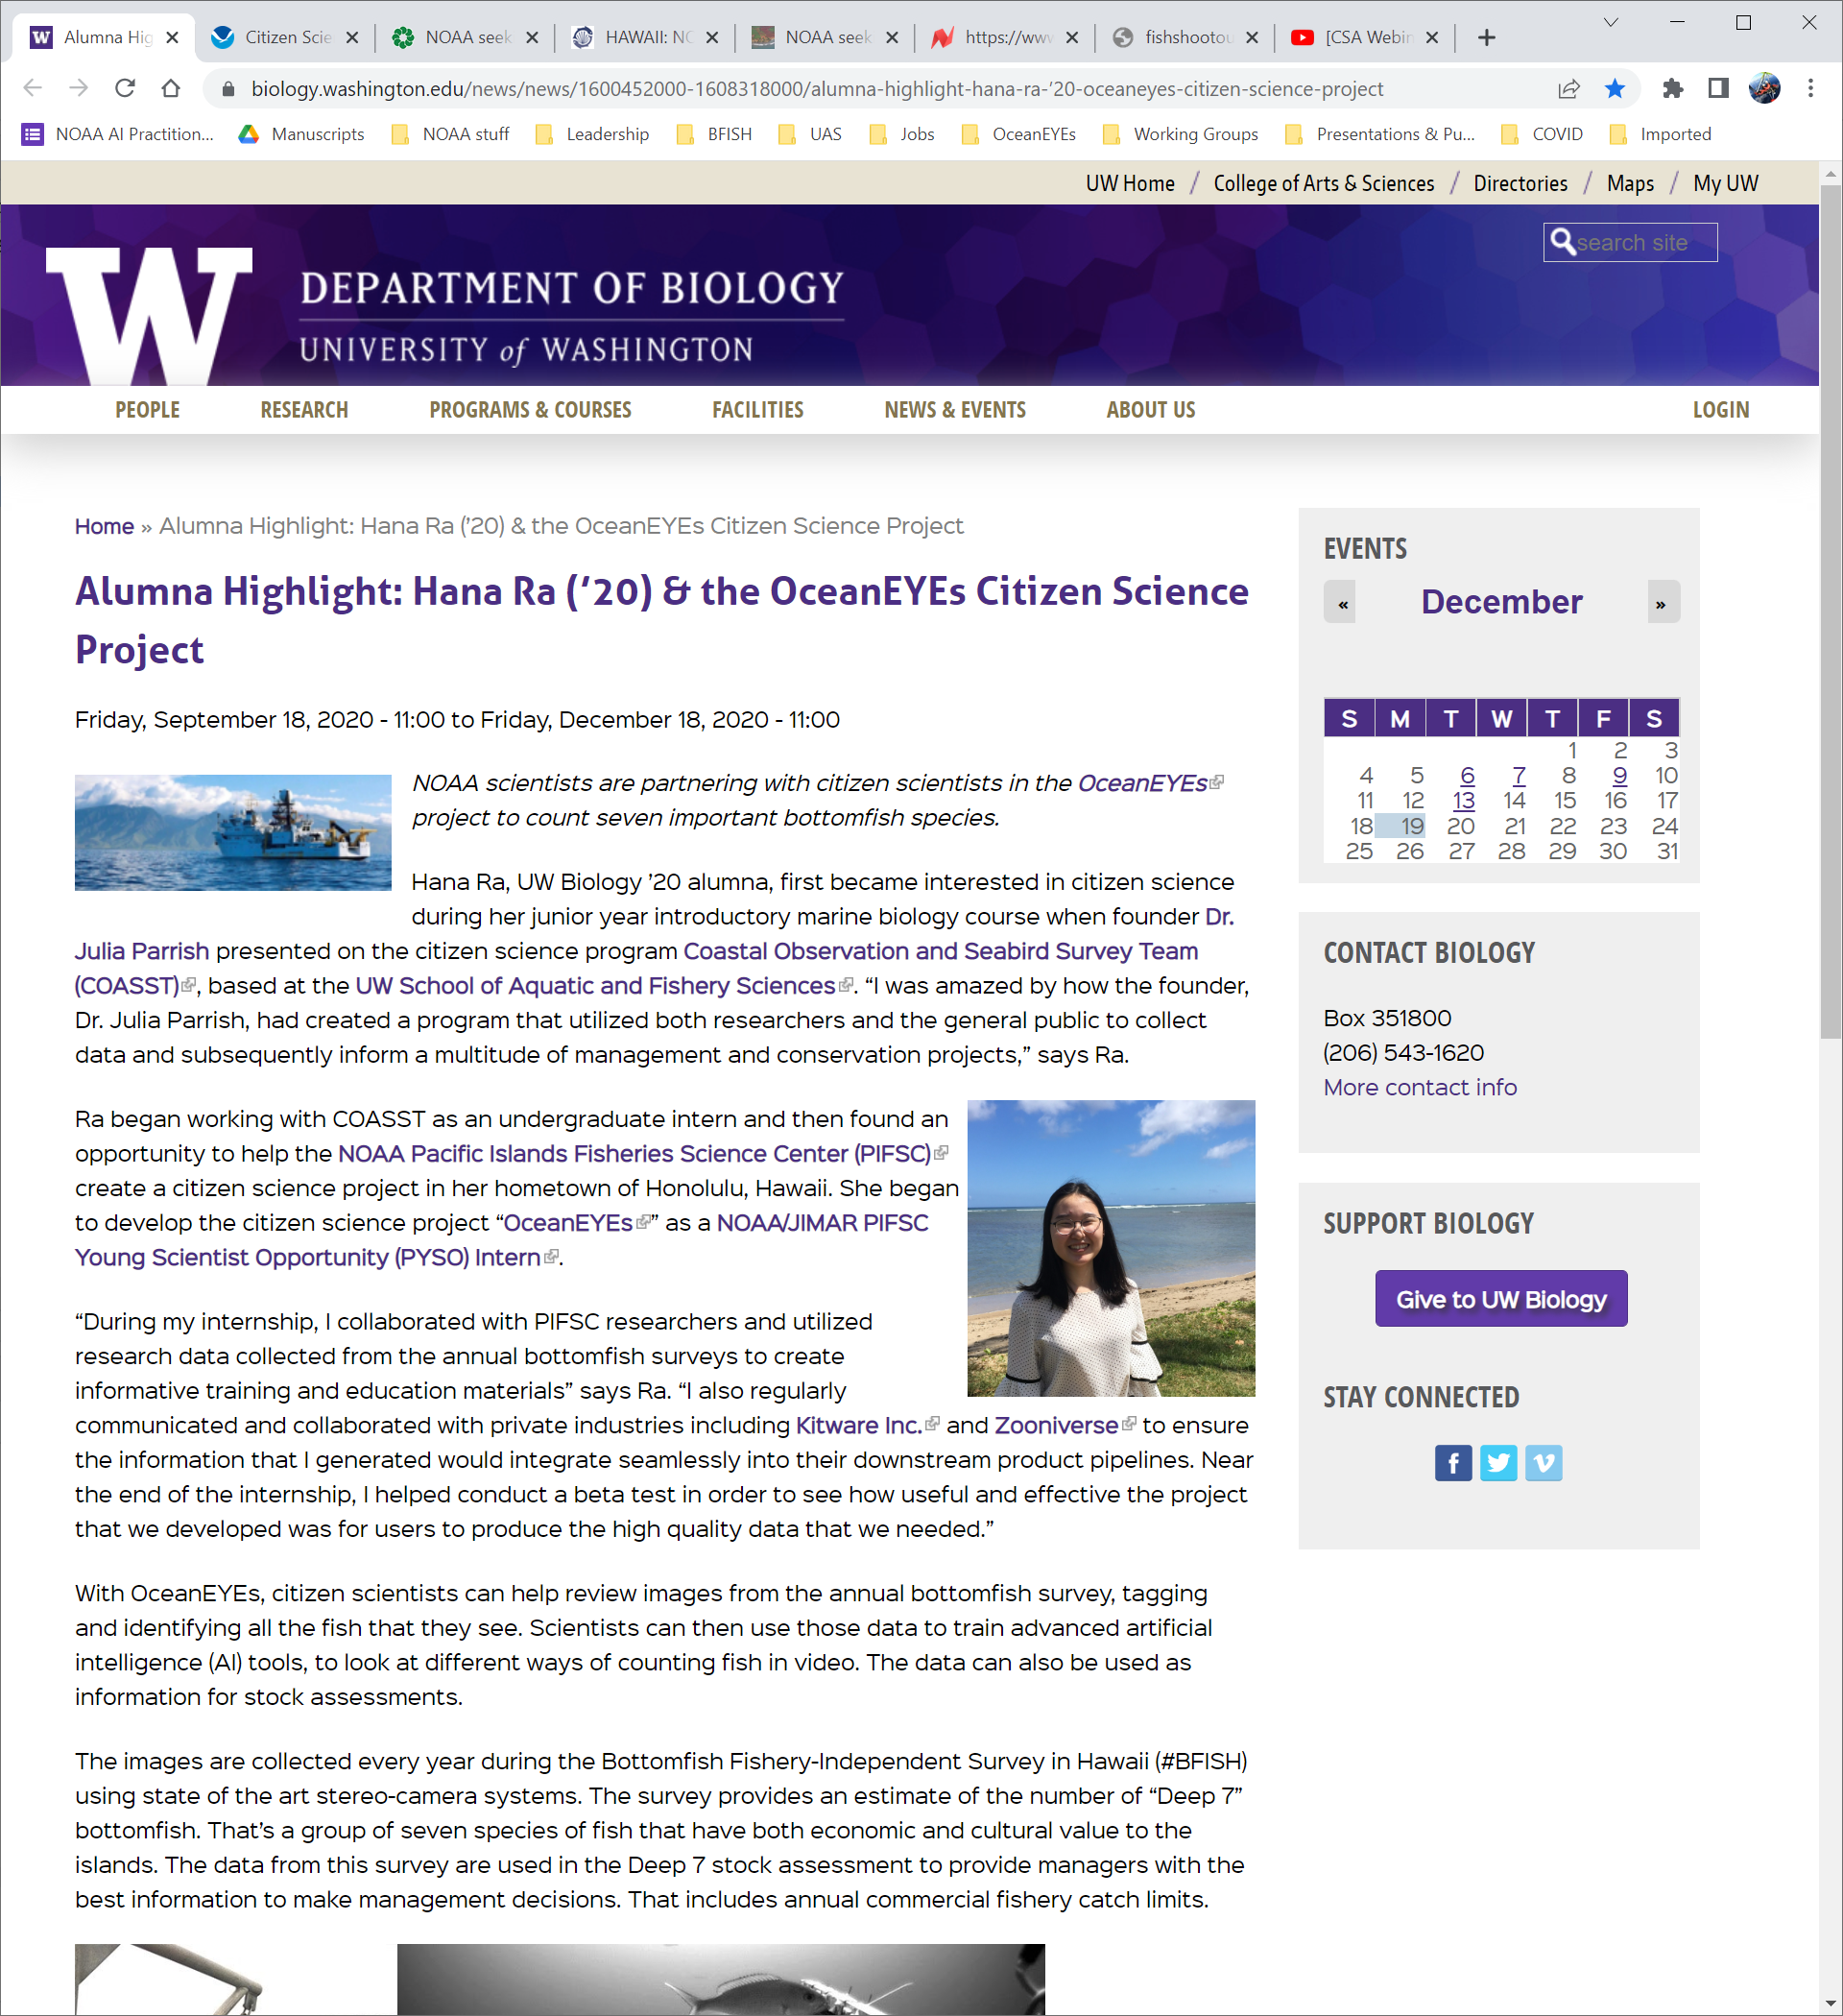 Alumna Hig
Citizen Scie
NOAA seek
HAWAII: NO
NOAA seek
https://ww
fishshootou
[CSA Webin
biology.washington.edu/news/news/1600452000-1608318000/alumna-highlight-hana-ra-'20-oceaneyes-citizen-science-project
NOAA AI Practition...
Manuscripts
NOAA stuff
Leadership
BFISH
UAS
Jobs
OceanEYEs
Working Groups
Presentations & Pu...
COVID
Imported
UW Home / College of Arts & Sciences / Directories / Maps / My UW
search site
W
DEPARTMENT OF BIOLOGY
UNIVERSITY of WASHINGTON
PEOPLE RESEARCH PROGRAMS & COURSES FACILITIES NEWS & EVENTS ABOUT US LOGIN
Home » Alumna Highlight: Hana Ra ('20) & the OceanEYEs Citizen Science Project
Alumna Highlight: Hana Ra (‘20) & the OceanEYEs Citizen Science
Project
Friday, September 18, 2020 - 11:00 to Friday, December 18, 2020 - 11:00
NOAA scientists are partnering with citizen scientists in the OceanEYEs
project to count seven important bottomfish species.
Hana Ra, UW Biology ’20 alumna, first became interested in citizen science
during her junior year introductory marine biology course when founder Dr.
Julia Parrish presented on the citizen science program Coastal Observation and Seabird Survey Team
(COASST), based at the UW School of Aquatic and Fishery Sciences. “I was amazed by how the founder,
Dr. Julia Parrish, had created a program that utilized both researchers and the general public to collect
data and subsequently inform a multitude of management and conservation projects,” says Ra.
Ra began working with COASST as an undergraduate intern and then found an
opportunity to help the NOAA Pacific Islands Fisheries Science Center (PIFSC)
create a citizen science project in her hometown of Honolulu, Hawaii. She began
to develop the citizen science project “OceanEYEs” as a NOAA/JIMAR PIFSC
Young Scientist Opportunity (PYSO) Intern.
“During my internship, I collaborated with PIFSC researchers and utilized
research data collected from the annual bottomfish surveys to create
informative training and education materials” says Ra. “I also regularly
communicated and collaborated with private industries including Kitware Inc. and Zooniverse to ensure
the information that I generated would integrate seamlessly into their downstream product pipelines. Near
the end of the internship, I helped conduct a beta test in order to see how useful and effective the project
that we developed was for users to produce the high quality data that we needed.”
With OceanEYEs, citizen scientists can help review images from the annual bottomfish survey, tagging
and identifying all the fish that they see. Scientists can then use those data to train advanced artificial
intelligence (AI) tools, to look at different ways of counting fish in video. The data can also be used as
information for stock assessments.
The images are collected every year during the Bottomfish Fishery-Independent Survey in Hawaii (#BFISH)
using state of the art stereo-camera systems. The survey provides an estimate of the number of “Deep 7”
bottomfish. That’s a group of seven species of fish that have both economic and cultural value to the
islands. The data from this survey are used in the Deep 7 stock assessment to provide managers with the
best information to make management decisions. That includes annual commercial fishery catch limits.
EVENTS
« December »
S M T W T F S
1 2 3
4 5 6 7 8 9 10
11 12 13 14 15 16 17
18 19 20 21 22 23 24
25 26 27 28 29 30 31
CONTACT BIOLOGY
Box 351800
(206) 543-1620
More contact info
SUPPORT BIOLOGY
Give to UW Biology
STAY CONNECTED